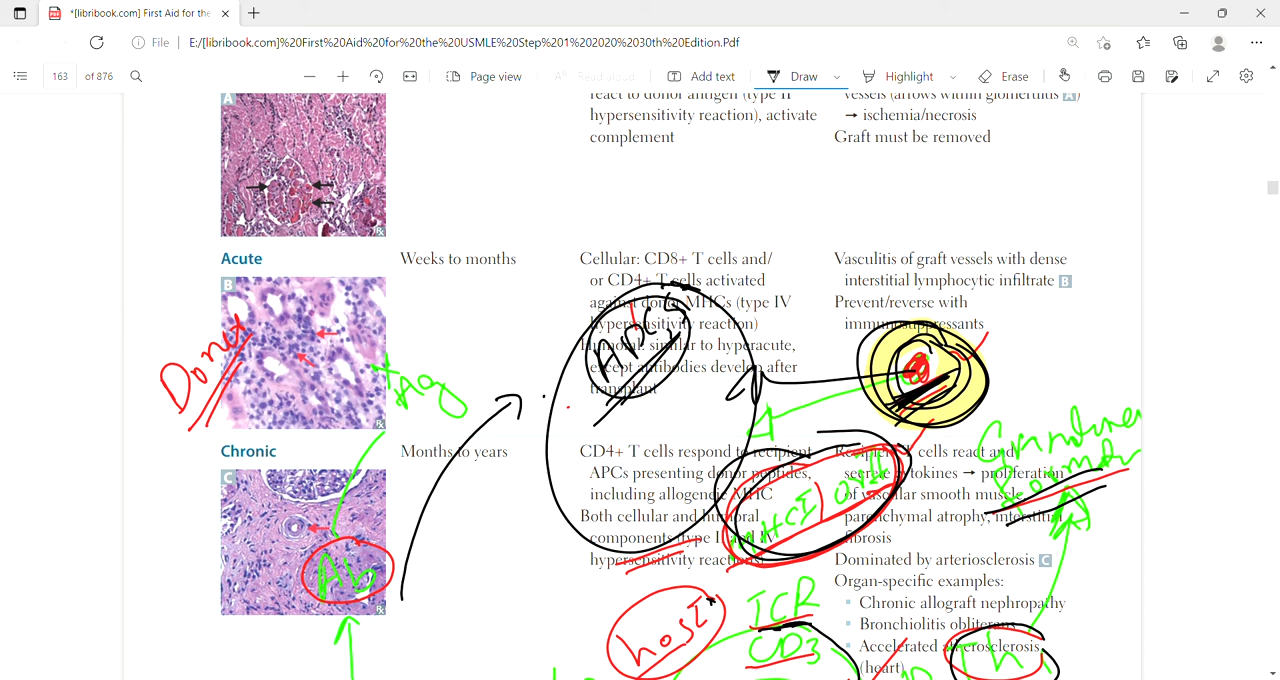 *[libribook.com] First Aid for the
File
E:/[libribook.com]%20First%20Aid%20for%20the%20USMLE%20Step%201%202020%2030th%20Edition.Pdf
163 of 876
Page view
Read aloud
Add text
Draw
Highlight
Erase
A
react to donor antigen (type II
hypersensitivity reaction), activate
complement
vessels (arrows within glomerulus A)
→ ischemia/necrosis
Graft must be removed
Acute
Weeks to months
Cellular: CD8+ T cells and/
or CD4+ T cells activated
against donor MHCs (type IV
hypersensitivity reaction)
Humoral: similar to hyperacute,
except antibodies develop after
transplant
Vasculitis of graft vessels with dense
interstitial lymphocytic infiltrate B
Prevent/reverse with
immunosuppressants
B
APCs
Ag
Chronic
Months to years
CD4+ T cells respond to recipient
APCs presenting donor peptides,
including allogeneic MHC
Both cellular and humoral
components (type II and IV
hypersensitivity reactions)
Recipient T cells react and
secrete cytokines → proliferation
of vascular smooth muscle,
parenchymal atrophy, interstitial
fibrosis
Dominated by arteriosclerosis C
Organ-specific examples:
Chronic allograft nephropathy
Bronchiolitis obliterans
Accelerated atherosclerosis
(heart)
C
MHC I / or II
Ab
host
TCR
CD3
Th